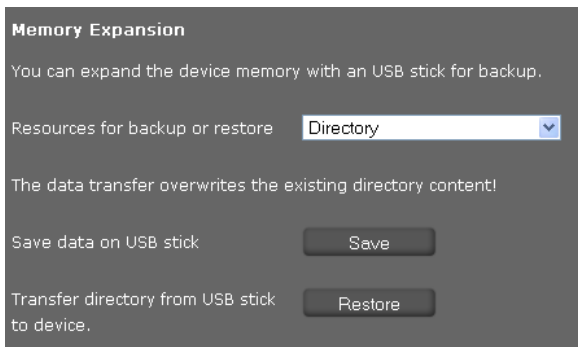 Memory Expansion
You can expand the device memory with an USB stick for backup.
Resources for backup or restore Directory
The data transfer overwrites the existing directory content!
Save data on USB stick Save
Transfer directory from USB stick Restore
to device.